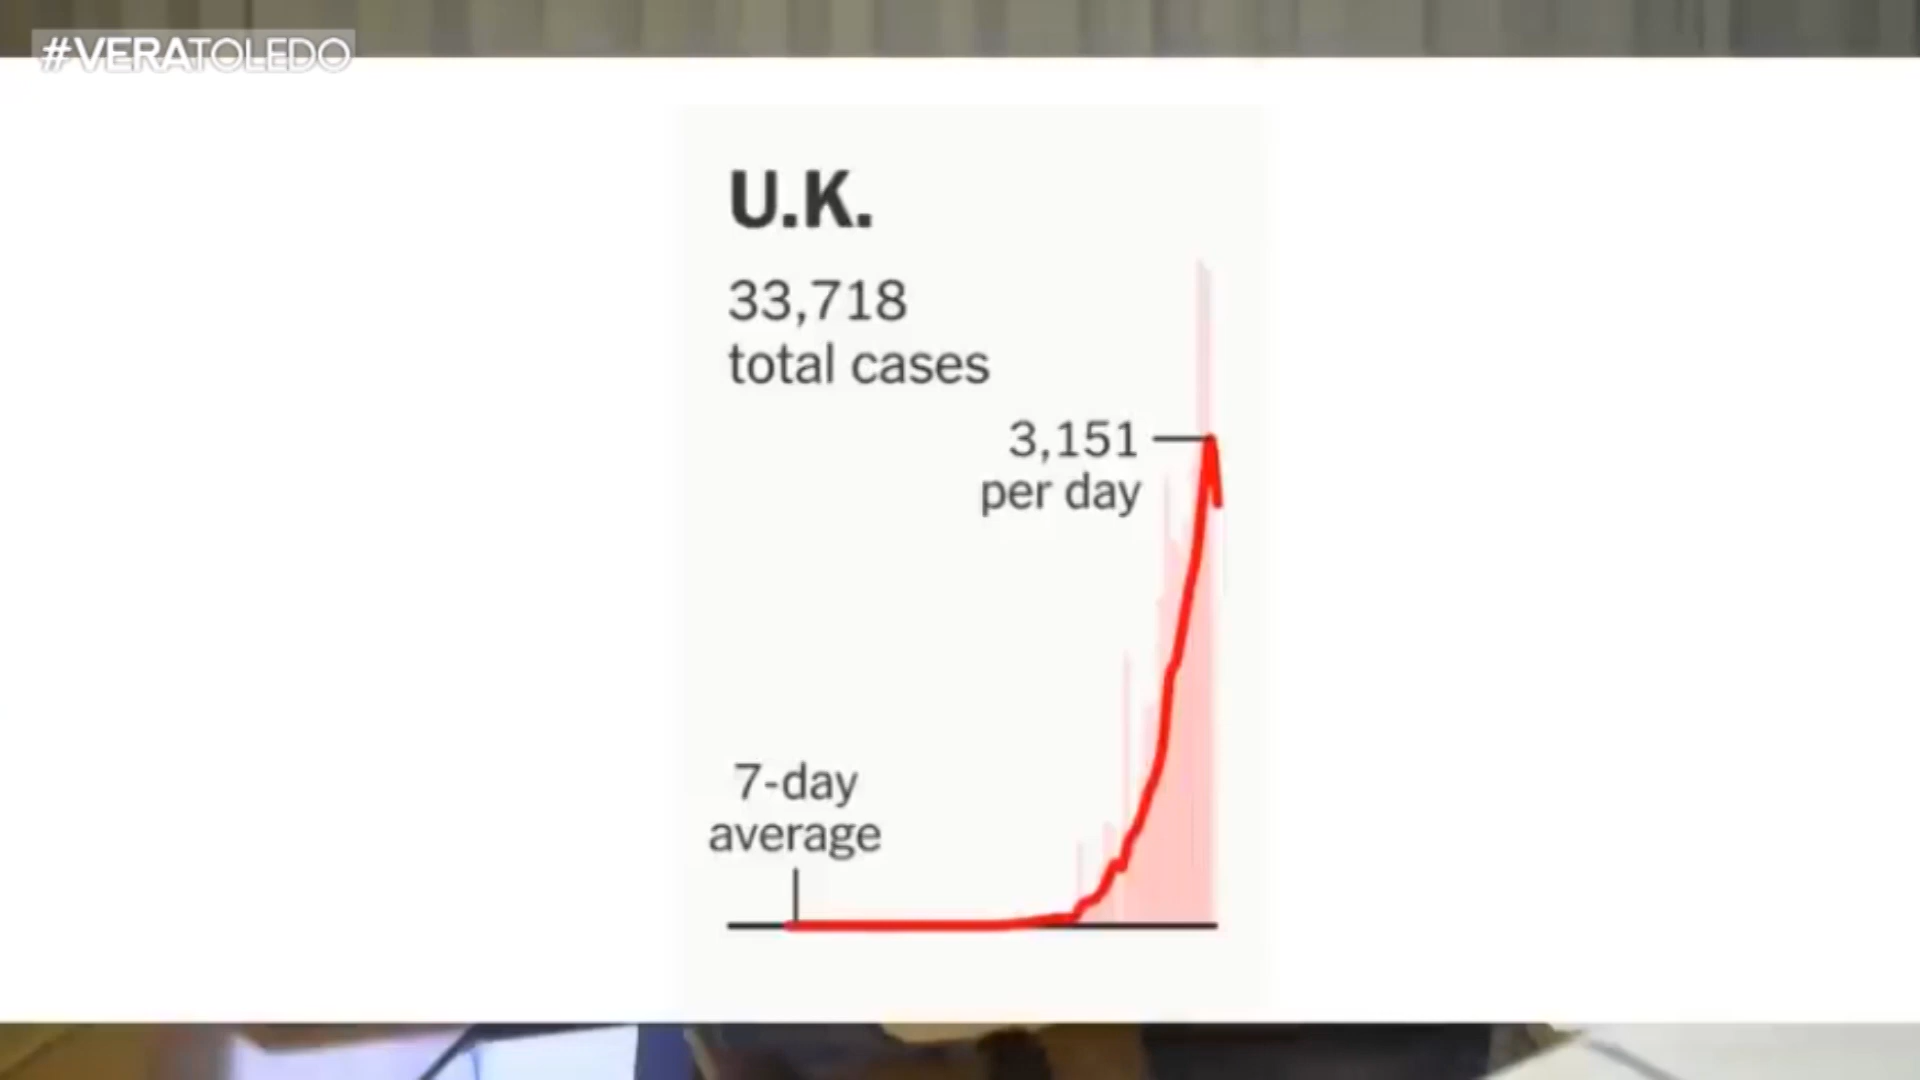 #VERATOLEDO
U.K.
33,718
total cases
3,151
per day
7-day
average